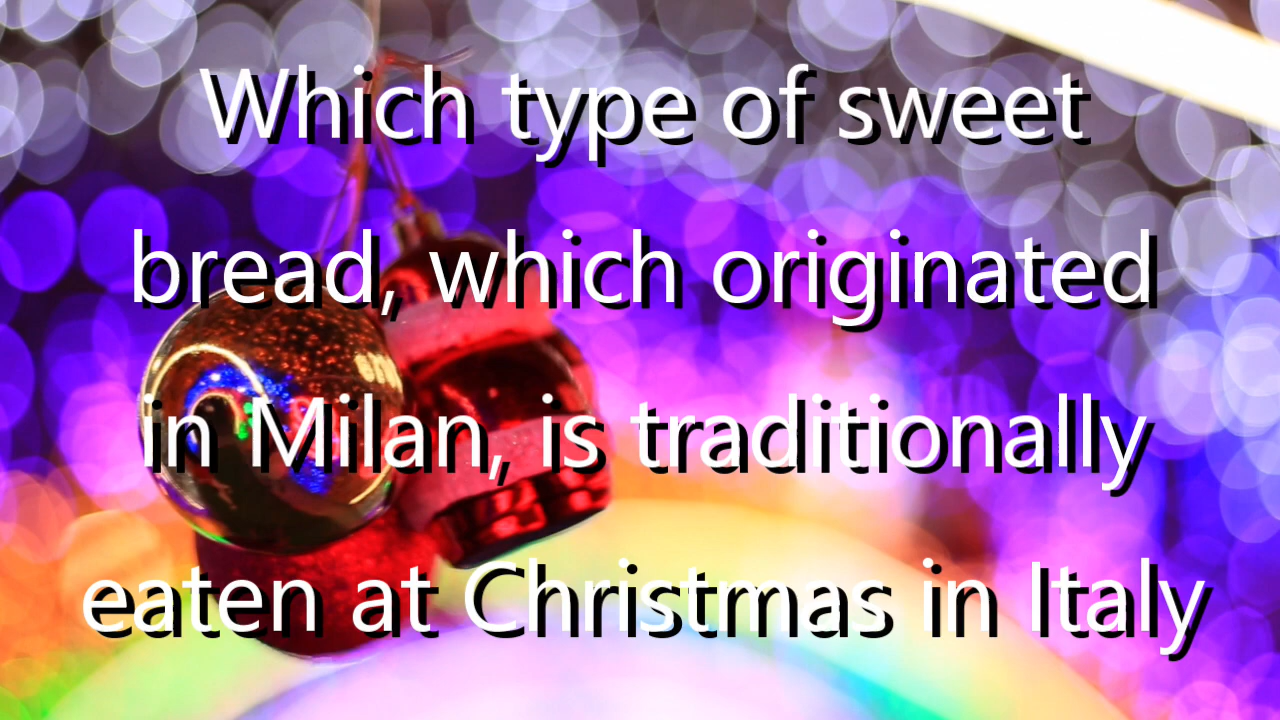 Which type of sweet
bread, which originated
in Milan, is traditionally
eaten at Christmas in Italy